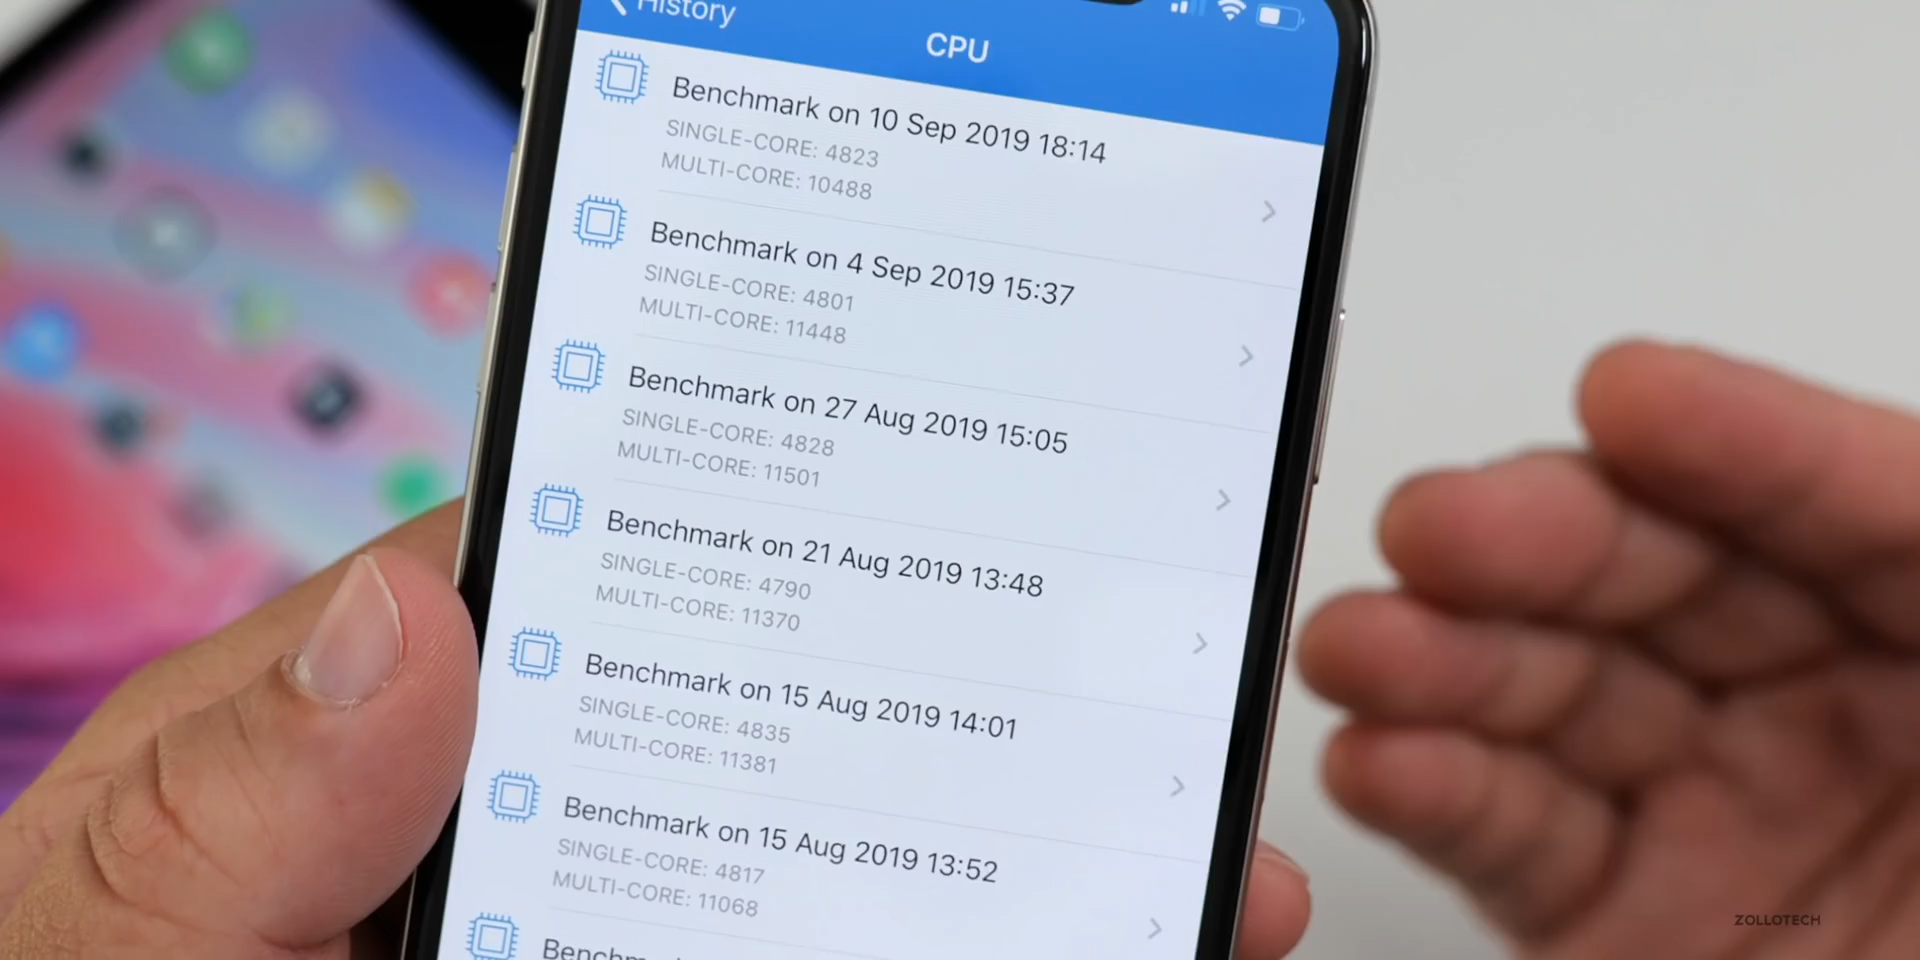 History
CPU
Benchmark on 10 Sep 2019 18:14
SINGLE-CORE: 4823
MULTI-CORE: 10488
Benchmark on 4 Sep 2019 15:37
SINGLE-CORE: 4801
MULTI-CORE: 11448
Benchmark on 27 Aug 2019 15:05
SINGLE-CORE: 4828
MULTI-CORE: 11501
Benchmark on 21 Aug 2019 13:48
SINGLE-CORE: 4790
MULTI-CORE: 11370
Benchmark on 15 Aug 2019 14:01
SINGLE-CORE: 4835
MULTI-CORE: 11381
Benchmark on 15 Aug 2019 13:52
SINGLE-CORE: 4817
MULTI-CORE: 11068
ZOLLOTECH